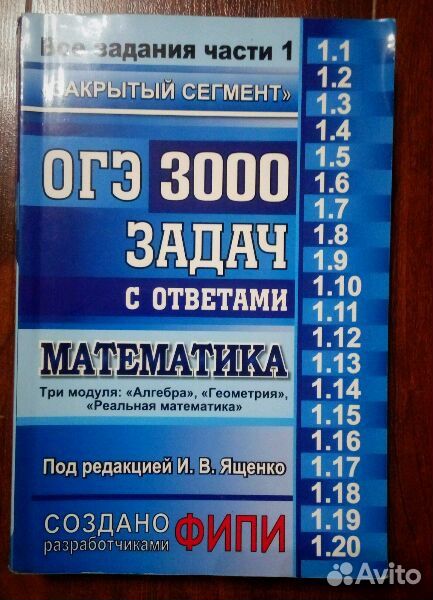 Все задания части 1
«ЗАКРЫТЫЙ СЕГМЕНТ»
ОГЭ 3000
ЗАДАЧ
С ОТВЕТАМИ
МАТЕМАТИКА
Три модуля: «Алгебра», «Геометрия»,
«Реальная математика»
Под редакцией И. В. Ященко
СОЗДАНО
разработчиками
ФИПИ
1.1
1.2
1.3
1.4
1.5
1.6
1.7
1.8
1.9
1.10
1.11
1.12
1.13
1.14
1.15
1.16
1.17
1.18
1.19
1.20
Avito